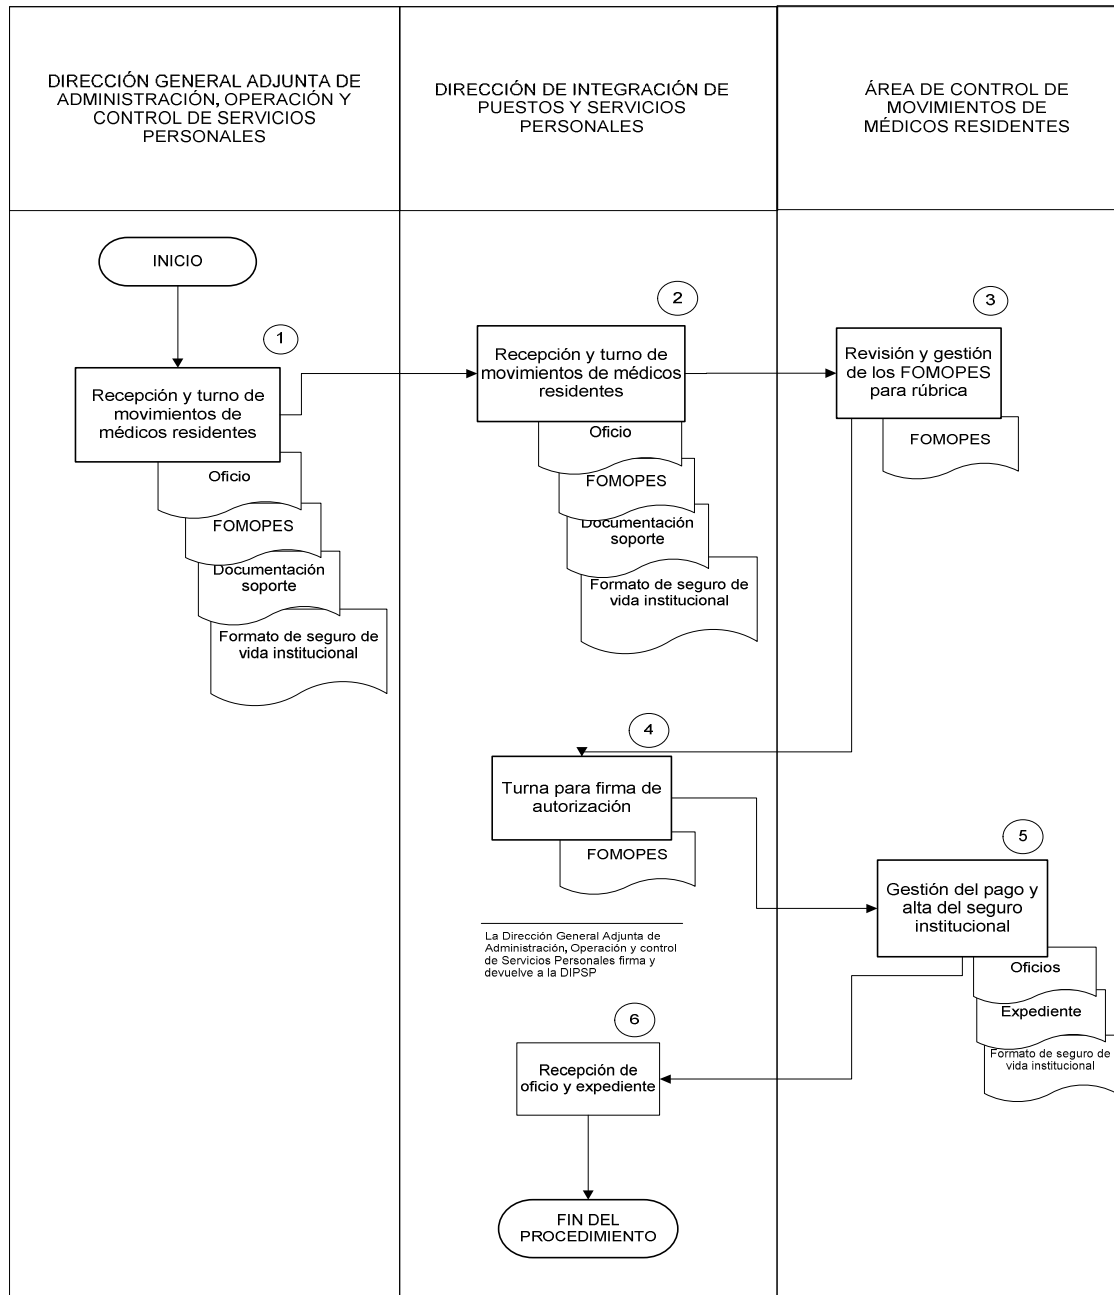 DIRECCIÓN GENERAL ADJUNTA DE
ADMINISTRACIÓN, OPERACIÓN Y
CONTROL DE SERVICIOS
PERSONALES
DIRECCIÓN DE INTEGRACIÓN DE
PUESTOS Y SERVICIOS
PERSONALES
ÁREA DE CONTROL DE
MOVIMIENTOS DE
MÉDICOS RESIDENTES
INICIO
1
Recepción y turno de
movimientos de
médicos residentes
Oficio
FOMOPES
Documentación
soporte
Formato de seguro de
vida institucional
2
Recepción y turno de
movimientos de médicos
residentes
Oficio
FOMOPES
Documentación
soporte
Formato de seguro de
vida institucional
3
Revisión y gestión
de los FOMOPES
para rúbrica
FOMOPES
4
Turna para firma de
autorización
FOMOPES
La Dirección General Adjunta de
Administración, Operación y control
de Servicios Personales firma y
devuelve a la DIPSP
5
Gestión del pago y
alta del seguro
institucional
Oficios
Expediente
Formato de seguro de
vida institucional
6
Recepción de
oficio y expediente
FIN DEL
PROCEDIMIENTO